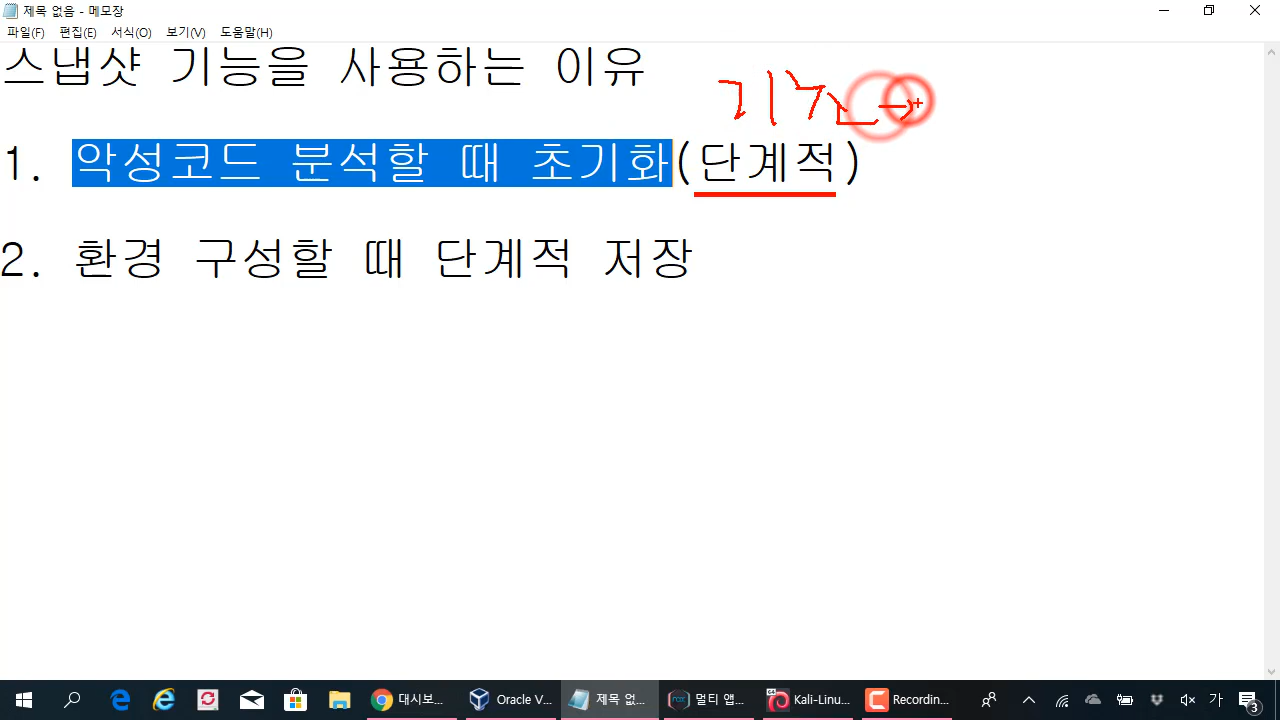 제목 없음 - 메모장
파일(F) 편집(E) 서식(O) 보기(V) 도움말(H)
스냅샷 기능을 사용하는 이유
1. 악성코드 분석할 때 초기화(단계적)
2. 환경 구성할 때 단계적 저장
대시보... Oracle V... 제목 없... 멀티 앱... Kali-Linu... Recordin... 가 3